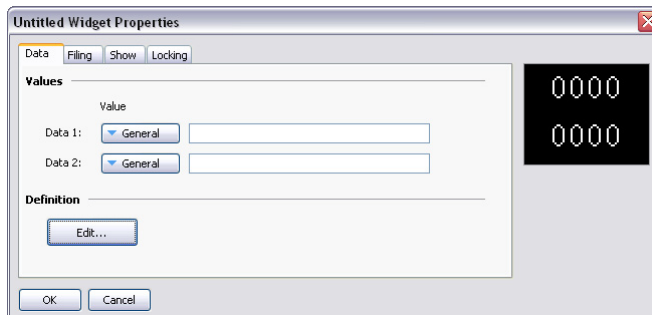 Untitled Widget Properties
Data Filing Show Locking
Values
Value
Data 1: General
Data 2: General
Definition
Edit...
OK Cancel
0000
0000